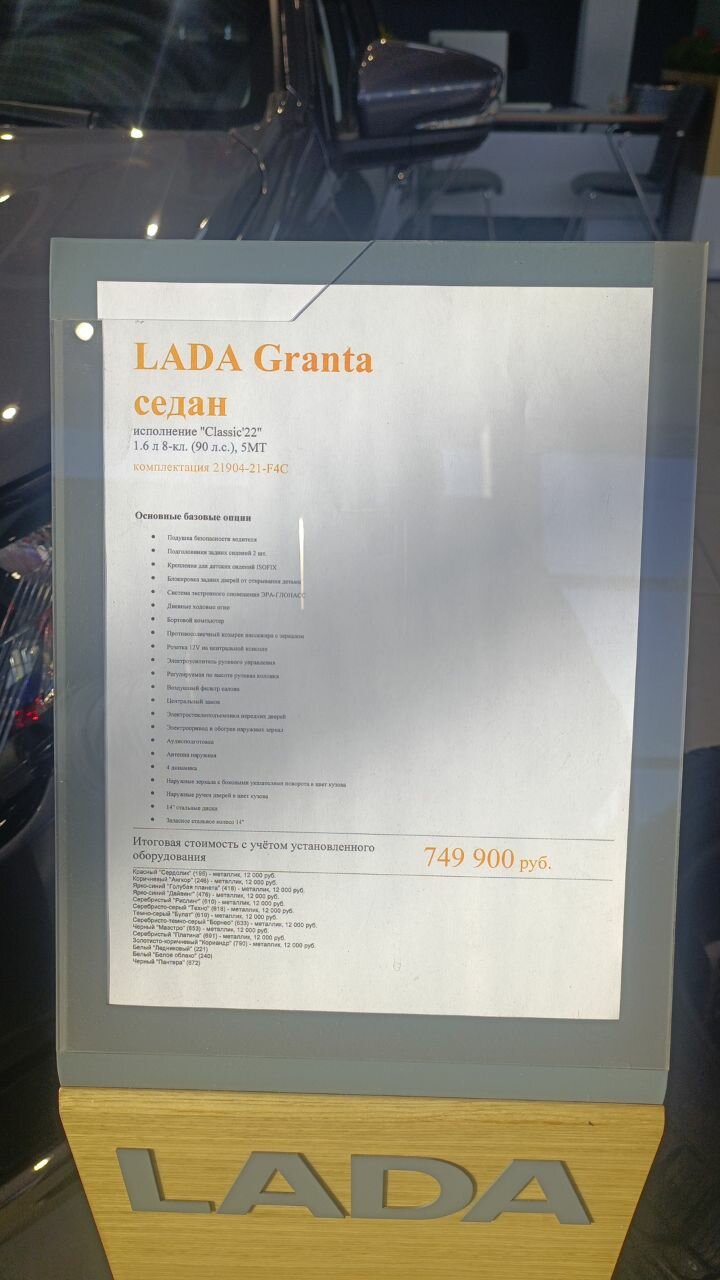 LADA Granta
седан
исполнение "Classic'22"
1.6 л 8-кл. (90 л.с.), 5МТ
комплектация 21904-21-F4C
Основные базовые опции
Подушка безопасности водителя
Подголовники задних сидений 2 шт.
Крепления для детских сидений ISOFIX
Блокировка задних дверей от открывания детьми
Система экстренного оповещения ЭРА-ГЛОНАСС
Дневные ходовые огни
Бортовой компьютер
Противосолнечный козырек пассажира с зеркалом
Розетка 12V на центральной консоли
Электроусилитель рулевого управления
Регулируемая по высоте рулевая колонка
Воздушный фильтр салона
Центральный замок
Электростеклоподъемники передних дверей
Электропривод и обогрев наружных зеркал
Аудиоподготовка
Антенна наружная
4 динамика
Наружные зеркала с боковыми указателями поворота в цвет кузова
Наружные ручки дверей в цвет кузова
14" стальные диски
Запасное стальное колесо 14"
Итоговая стоимость с учётом установленного
оборудования
749 900 руб.
Красный "Сердолик" (195) - металлик, 12 000 руб.
Коричневый "Ангкор" (246) - металлик, 12 000 руб.
Ярко-синий "Голубая планета" (418) - металлик, 12 000 руб.
Ярко-синий "Дайвинг" (476) - металлик, 12 000 руб.
Серебристый "Рислинг" (610) - металлик, 12 000 руб.
Серебристо-серый "Техно" (618) - металлик, 12 000 руб.
Темно-серый "Булат" (619) - металлик, 12 000 руб.
Серебристо-темно-серый "Борнео" (633) - металлик, 12 000 руб.
Черный "Маэстро" (653) - металлик, 12 000 руб.
Серебристый "Платина" (691) - металлик, 12 000 руб.
Золотисто-коричневый "Кориандр" (790) - металлик, 12 000 руб.
Белый "Ледниковый" (221)
Белый "Белое облако" (240)
Черный "Пантера" (672)
LADA